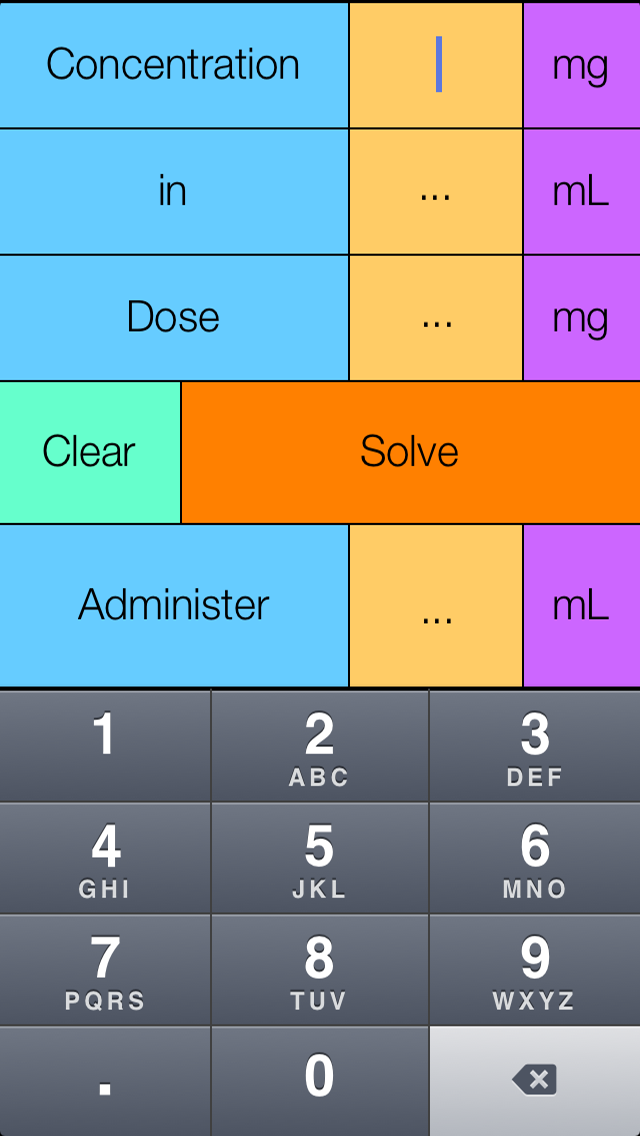 Concentration mg
in ... mL
Dose ... mg
Clear Solve
Administer ... mL
1 2 3
ABC DEF
4 5 6
GHI JKL MNO
7 8 9
PQRS TUV WXYZ
. 0